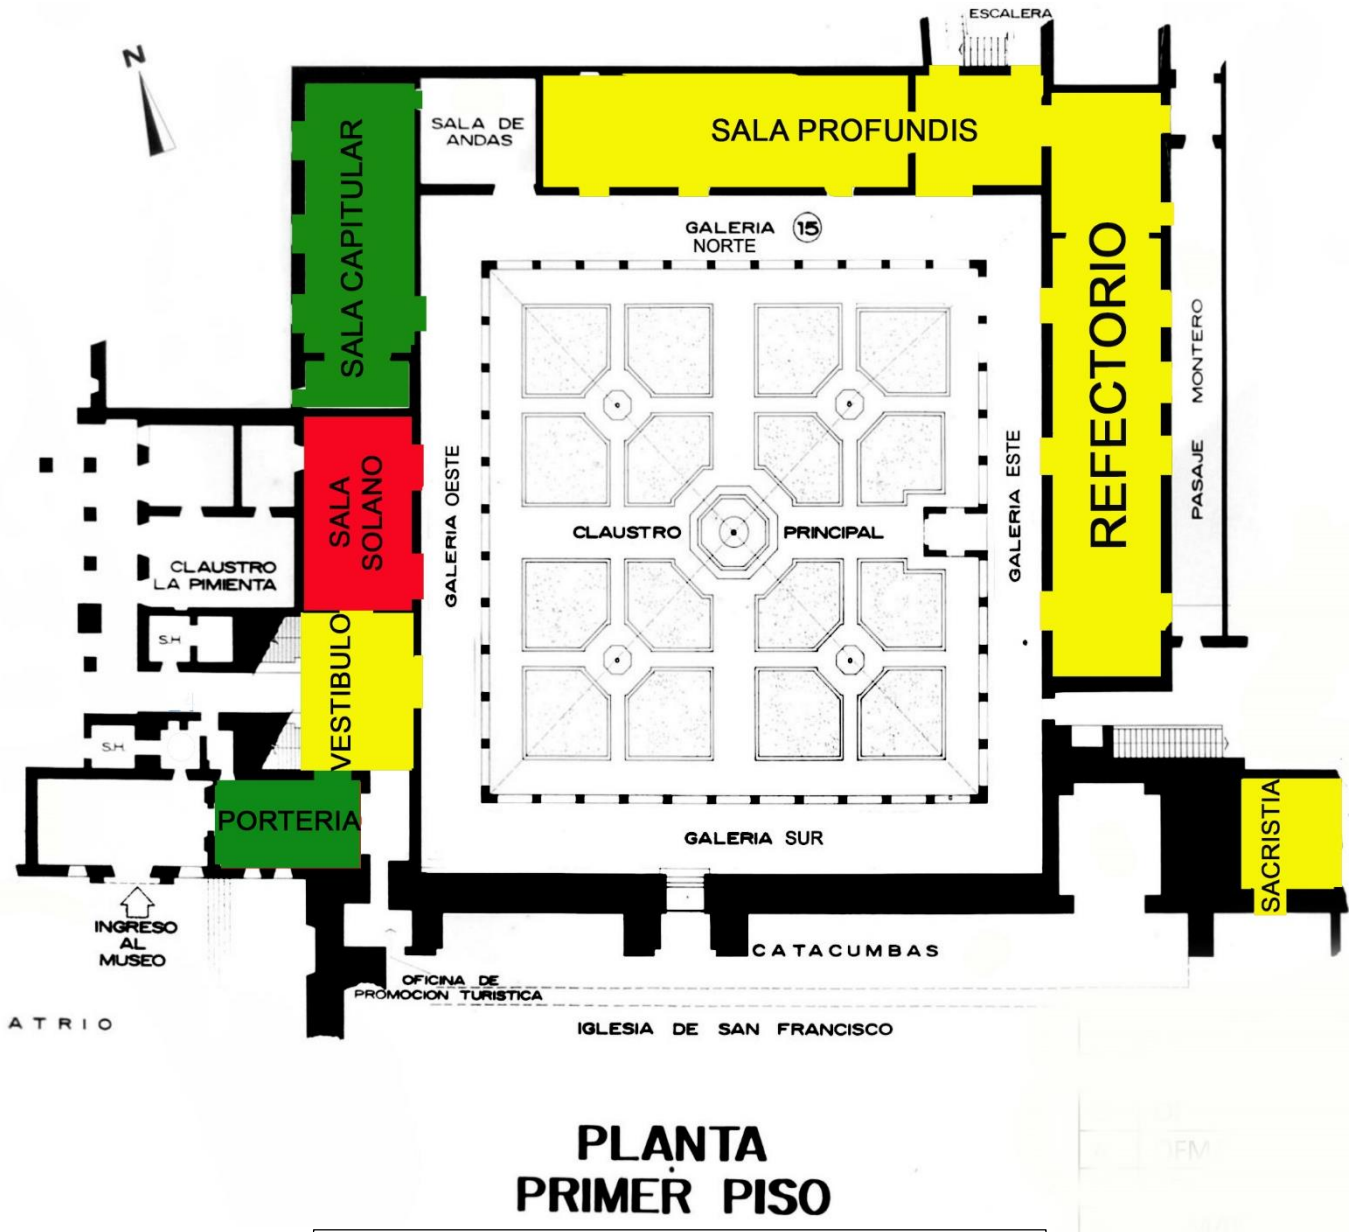 ESCALERA
N
SALA DE
ANDAS
SALA PROFUNDIS
SALA CAPITULAR
GALERIA 15
NORTE
REFECTORIO
PASAJE MONTERO
SALA
SOLANO
GALERIA OESTE
GALERIA ESTE
CLAUSTRO PRINCIPAL
CLAUSTRO
LA PIMIENTA
S.H.
VESTIBULO
S.H.
PORTERIA
GALERIA SUR
SACRISTIA
INGRESO
AL
MUSEO
CATACUMBAS
OFICINA DE
PROMOCION TURISTICA
ATRIO
IGLESIA DE SAN FRANCISCO
PLANTA
PRIMER PISO